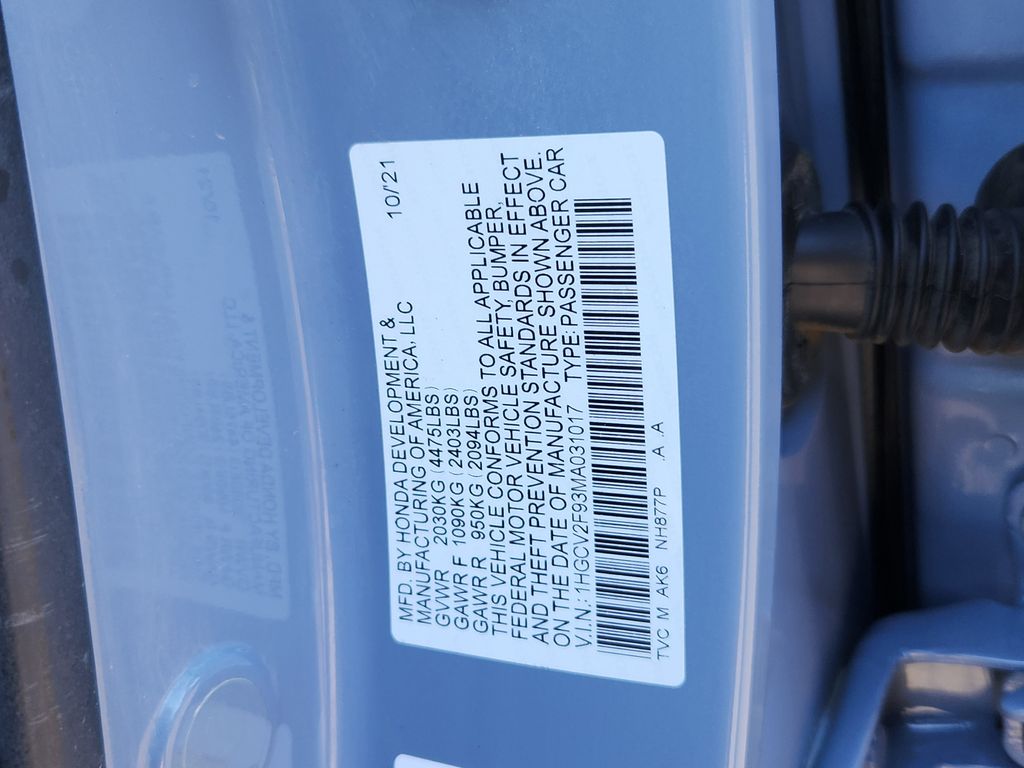 MFD. BY HONDA DEVELOPMENT & 10/'21
MANUFACTURING OF AMERICA, LLC
GVWR 2030KG (4475LBS)
GAWR F 1090KG (2403LBS)
GAWR R 950KG (2094LBS)
THIS VEHICLE CONFORMS TO ALL APPLICABLE
FEDERAL MOTOR VEHICLE SAFETY, BUMPER,
AND THEFT PREVENTION STANDARDS IN EFFECT
ON THE DATE OF MANUFACTURE SHOWN ABOVE.
V.I.N.: 1HGCV2F93MA031017 TYPE: PASSENGER CAR
TVC M AK6 NH877P .A .A